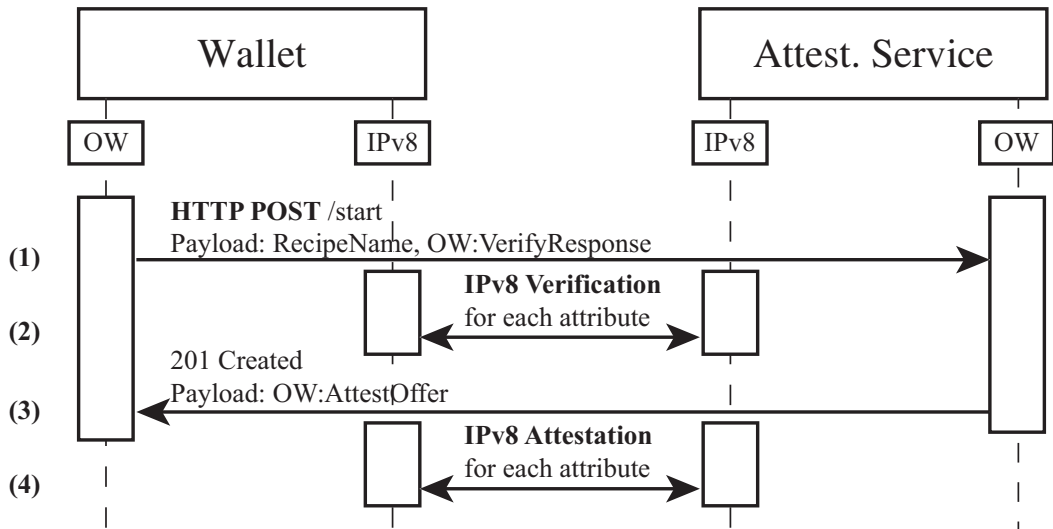 Wallet
Attest. Service
OW
IPv8
IPv8
OW
HTTP POST /start
Payload: RecipeName, OW:VerifyResponse
(1)
IPv8 Verification
for each attribute
(2)
201 Created
Payload: OW:AttestOffer
(3)
IPv8 Attestation
for each attribute
(4)